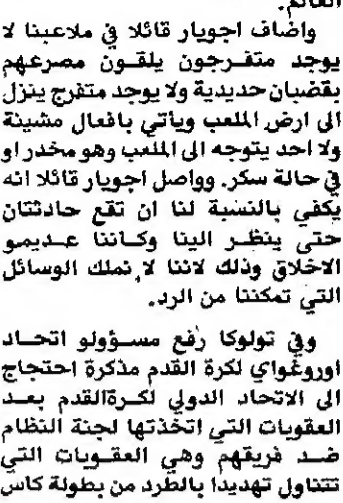 العالم.
واضاف اجويار قائلا في ملاعبنا لا
يوجد متفرجون يلقون مصرعهم
بقضبان حديدية ولا يوجد متفرج ينزل
الى ارض الملعب وياتي بافعال مشينة
ولا احد يتوجه الى الملعب وهو مخدر او
في حالة سكر. وواصل اجويار قائلا انه
يكفي بالنسبة لنا ان تقع حادثتان
حتى ينظر الينا وكاننا عديمو
الاخلاق وذلك لاننا لا نملك الوسائل
التي تمكننا من الرد.
وفي تولوكا رفع مسؤولو اتحاد
اوروغواي لكرة القدم مذكرة احتجاج
الى الاتحاد الدولي لكرةالقدم بعد
العقوبات التي اتخذتها لجنة النظام
ضد فريقهم وهي العقوبات التي
تتناول تهديدا بالطرد من بطولة كاس